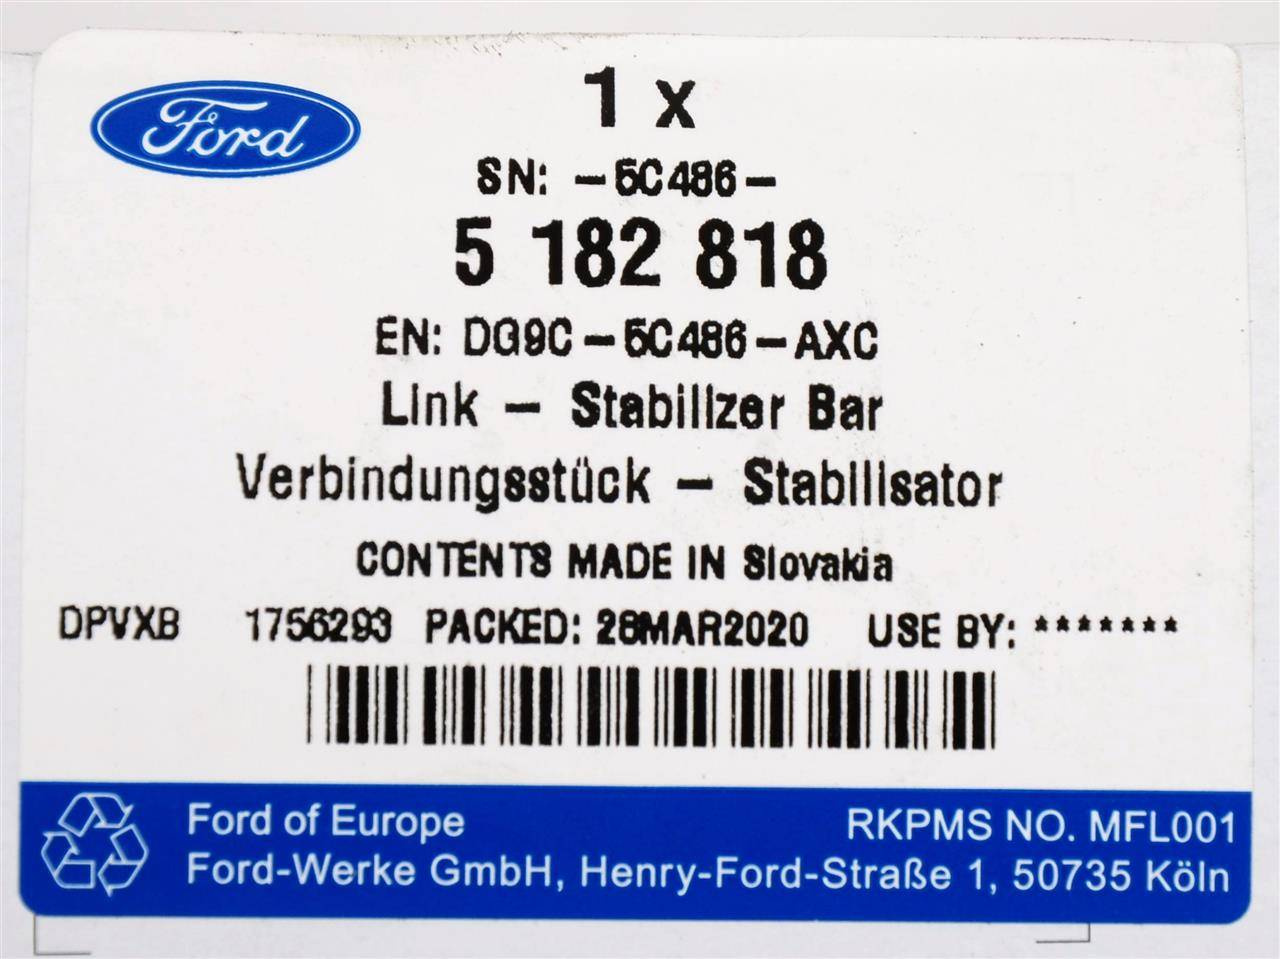 Ford
1 x
SN: -5C486-
5 182 818
EN: DG9C-5C486-AXC
Link - Stabilizer Bar
Verbindungsstück - Stabilisator
CONTENTS MADE IN Slovakia
DPVXB 1756293 PACKED: 28MAR2020 USE BY: *******
Ford of Europe RKPMS NO. MFL001
Ford-Werke GmbH, Henry-Ford-Straße 1, 50735 Köln